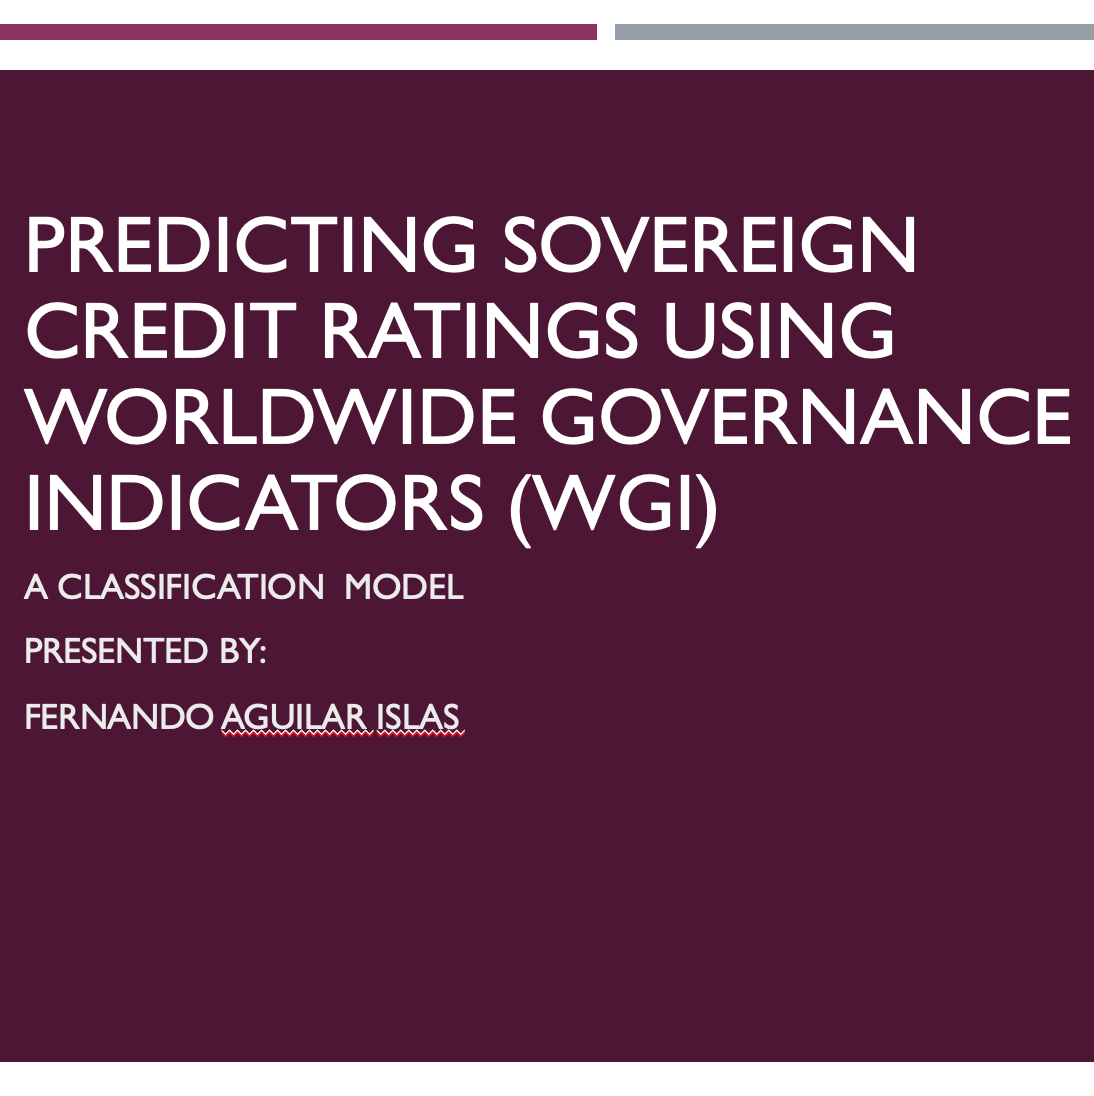 PREDICTING SOVEREIGN
CREDIT RATINGS USING
WORLDWIDE GOVERNANCE
INDICATORS (WGI)
A CLASSIFICATION  MODEL
PRESENTED BY:
FERNANDO AGUILAR ISLAS